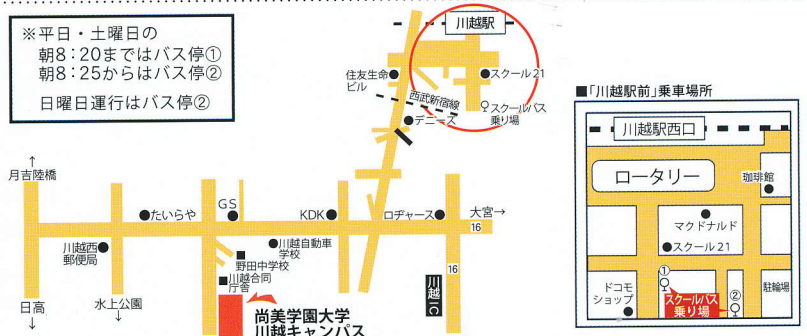 ※平日・土曜日の
朝8：20まではバス停①
朝8：25からはバス停②
日曜日運行はバス停②
川越駅
住友生命
ビル
スクール21
西武新宿線
スクールバス
乗り場
デニーズ
↑
月吉陸橋
たいらや
GS
KDK
ロヂャース
大宮→
16
川越西
郵便局
川越自動車
学校
野田中学校
川越合同
庁舎
16
川越IC
日高
↓
水上公園
↓
尚美学園大学
川越キャンパス
■「川越駅前」乗車場所
川越駅西口
ロータリー
珈琲館
マクドナルド
スクール21
①
ドコモ
ショップ
スクールバス
乗り場
②
駐輪場